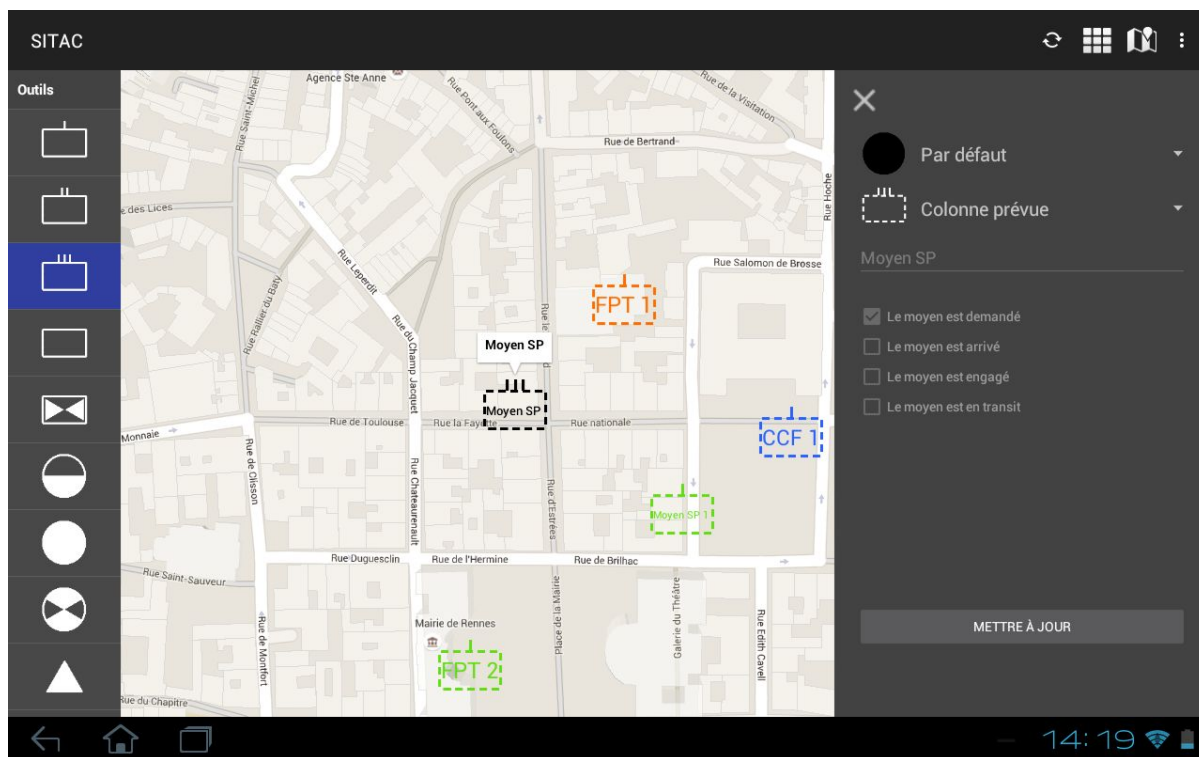 SITAC
Outils
Agence Ste Anne
Rue Saint-Michel
Rue Pont aux Foulons
Rue de la Visitation
Rue de Bertrand
Rue Hoche
e des Lices
Rue Leperdit
Rue Salomon de Brosse
Rue Rallier du Baty
Rue du Champ Jacquet
Rue le
d
FPT 1
Moyen SP
Moyen SP
Rue de Toulouse
Rue la Fayette
Rue nationale
CCF 1
Monnaie
Rue de Clisson
Rue Chateaurenault
Rue d'Estrées
Moyen SP 1
Rue Duguesclin
Rue de l'Hermine
Rue de Brilhac
Rue Saint-Sauveur
Rue de Montfort
Mairie de Rennes
Place de la Mairie
Galerie du Théâtre
Rue Edith Cavell
FPT 2
Rue du Chapitre
Par défaut
Colonne prévue
Moyen SP
Le moyen est demandé
Le moyen est arrivé
Le moyen est engagé
Le moyen est en transit
METTRE À JOUR
14:19